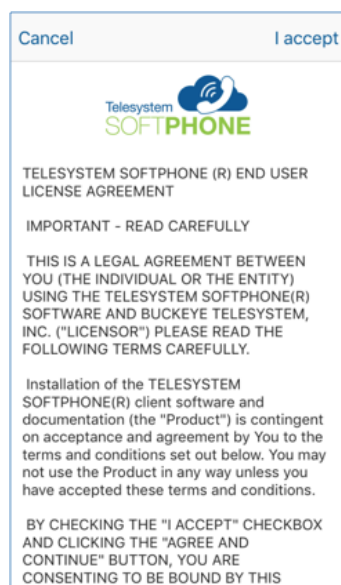 Cancel I accept
Telesystem
SOFTPHONE
TELESYSTEM SOFTPHONE (R) END USER
LICENSE AGREEMENT
IMPORTANT - READ CAREFULLY
THIS IS A LEGAL AGREEMENT BETWEEN
YOU (THE INDIVIDUAL OR THE ENTITY)
USING THE TELESYSTEM SOFTPHONE(R)
SOFTWARE AND BUCKEYE TELESYSTEM,
INC. ("LICENSOR") PLEASE READ THE
FOLLOWING TERMS CAREFULLY.
Installation of the TELESYSTEM
SOFTPHONE(R) client software and
documentation (the "Product") is contingent
on acceptance and agreement by You to the
terms and conditions set out below. You may
not use the Product in any way unless you
have accepted these terms and conditions.
BY CHECKING THE "I ACCEPT" CHECKBOX
AND CLICKING THE "AGREE AND
CONTINUE" BUTTON, YOU ARE
CONSENTING TO BE BOUND BY THIS